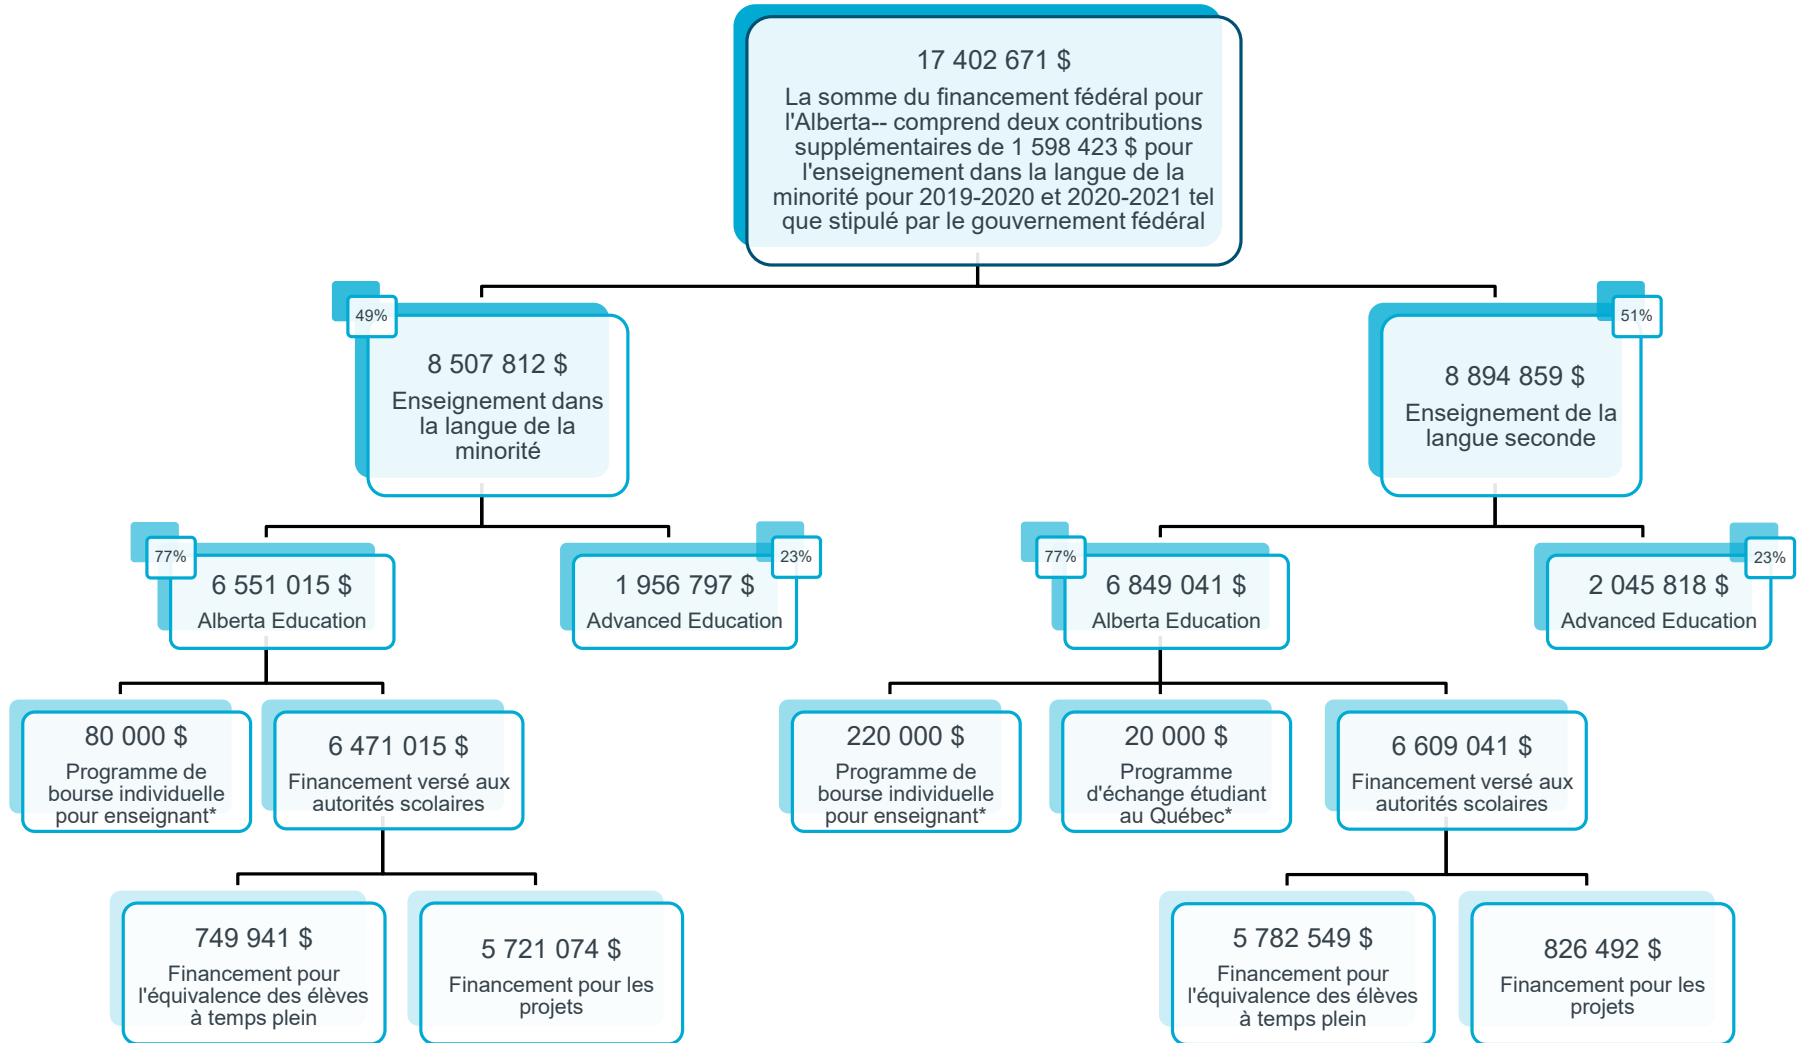 17 402 671 $
La somme du financement fédéral pour
l'Alberta-- comprend deux contributions
supplémentaires de 1 598 423 $ pour
l'enseignement dans la langue de la
minorité pour 2019-2020 et 2020-2021 tel
que stipulé par le gouvernement fédéral
49%
8 507 812 $
Enseignement dans
la langue de la
minorité
51%
8 894 859 $
Enseignement de la
langue seconde
77%
6 551 015 $
Alberta Education
23%
1 956 797 $
Advanced Education
77%
6 849 041 $
Alberta Education
23%
2 045 818 $
Advanced Education
80 000 $
Programme de
bourse individuelle
pour enseignant*
6 471 015 $
Financement versé aux
autorités scolaires
220 000 $
Programme de
bourse individuelle
pour enseignant*
20 000 $
Programme
d'échange étudiant
au Québec*
6 609 041 $
Financement versé aux
autorités scolaires
749 941 $
Financement pour
l'équivalence des élèves
à temps plein
5 721 074 $
Financement pour les
projets
5 782 549 $
Financement pour
l'équivalence des élèves
à temps plein
826 492 $
Financement pour les
projets